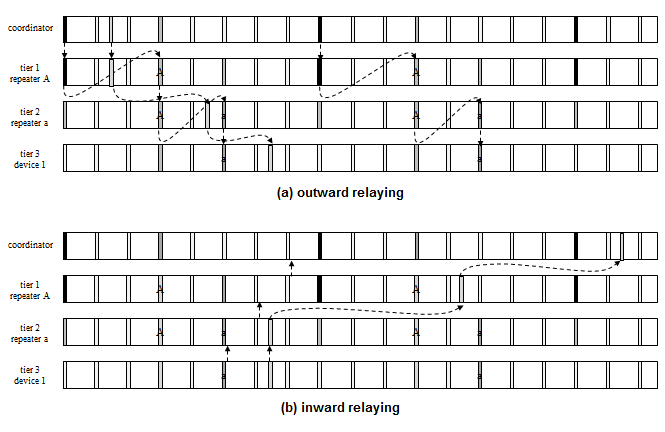 coordinator
tier 1
repeater A
A
A
tier 2
repeater a
A
a
A
a
tier 3
device 1
a
a
(a) outward relaying
coordinator
tier 1
repeater A
A
A
tier 2
repeater a
A
a
A
a
tier 3
device 1
a
a
(b) inward relaying